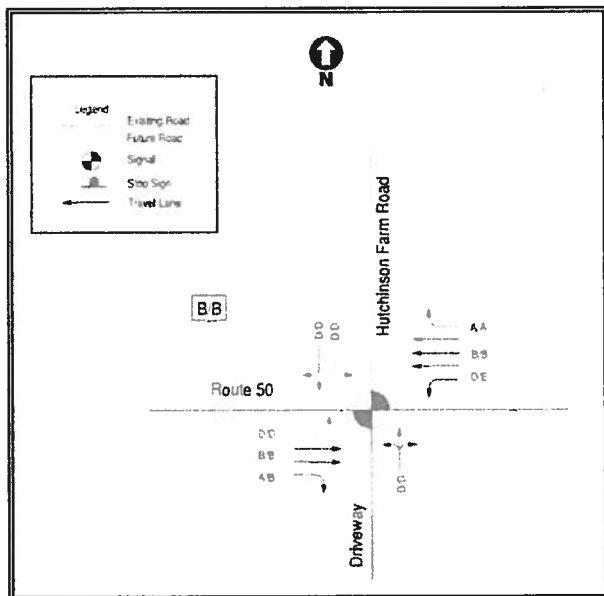 N
Legend
Existing Road
Future Road
Signal
Stop Sign
Travel Lane
Hutchinson Farm Road
B/B
D/D
D/D
A/A
B/B
D/E
Route 50
D/D
B/B
A/B
D/D
Driveway